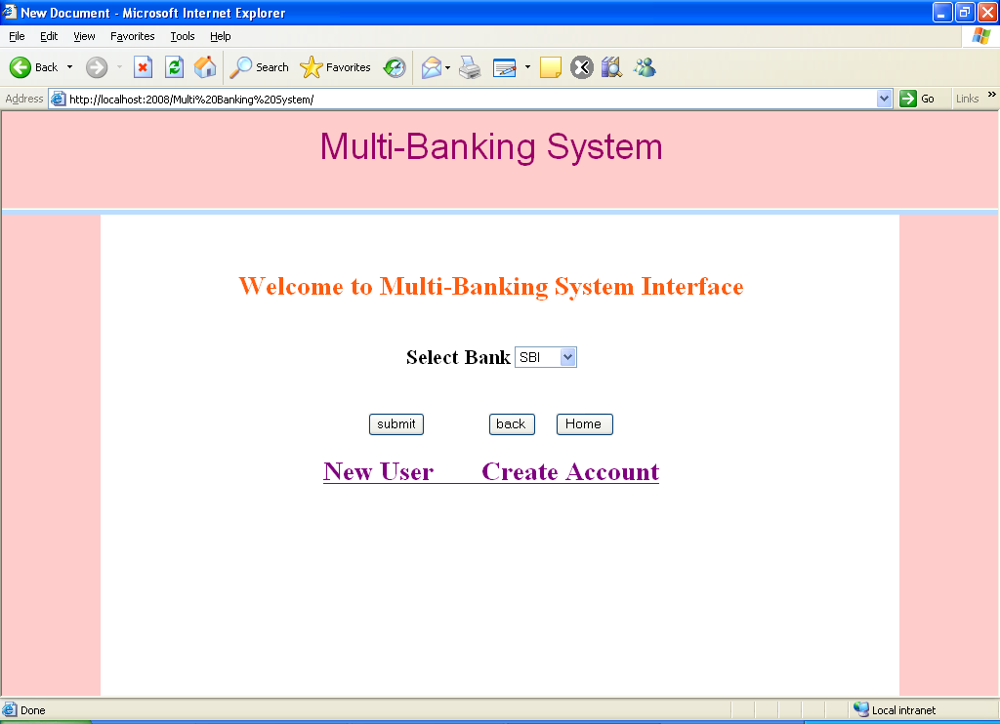 New Document - Microsoft Internet Explorer
File Edit View Favorites Tools Help
Back Search Favorites
Address http://localhost:2008/Multi%20Banking%20System/ Go Links »
Multi-Banking System
Welcome to Multi-Banking System Interface
Select Bank SBI
submit back Home
New User Create Account
Done Local intranet